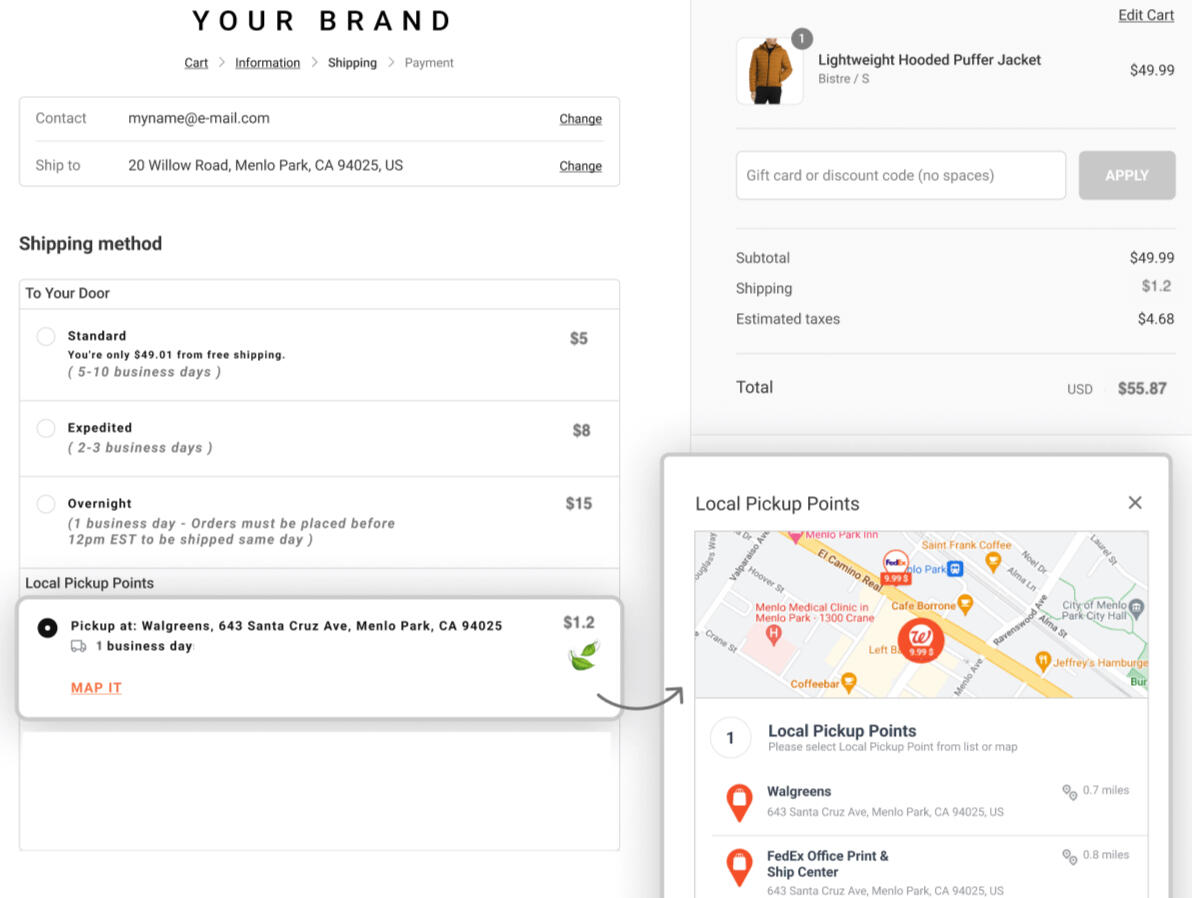 YOUR BRAND
Cart > Information > Shipping > Payment
Contact myname@e-mail.com Change
Ship to 20 Willow Road, Menlo Park, CA 94025, US Change
Shipping method
To Your Door
Standard $5
You're only $49.01 from free shipping.
( 5-10 business days )
Expedited $8
( 2-3 business days )
Overnight $15
(1 business day - Orders must be placed before
12pm EST to be shipped same day )
Local Pickup Points
Pickup at: Walgreens, 643 Santa Cruz Ave, Menlo Park, CA 94025 $1.2
1 business day
MAP IT
Edit Cart
1
Lightweight Hooded Puffer Jacket
Bistre / S
$49.99
Gift card or discount code (no spaces) APPLY
Subtotal $49.99
Shipping $1.2
Estimated taxes $4.68
Total USD $55.87
Local Pickup Points
Menlo Park Inn
Valparaiso Ave
Hoover St
El Camino Real
FedEx
9.99 $
nlo Park
Saint Frank Coffee
Noel Dr
Alma Ln
Laurel St
Menlo Medical Clinic in
Menlo Park - 1300 Crane
H
Cafe Borrone
City of Menlo
Park City Hall
Ravenswood Ave
Alma St
Crane St
Left Ba
W
9.99 $
Menlo Ave
Jeffrey's Hamburge
Coffeebar
Bur
1
Local Pickup Points
Please select Local Pickup Point from list or map
Walgreens 0.7 miles
643 Santa Cruz Ave, Menlo Park, CA 94025, US
FedEx Office Print & 0.8 miles
Ship Center
643 Santa Cruz Ave, Menlo Park, CA 94025, US